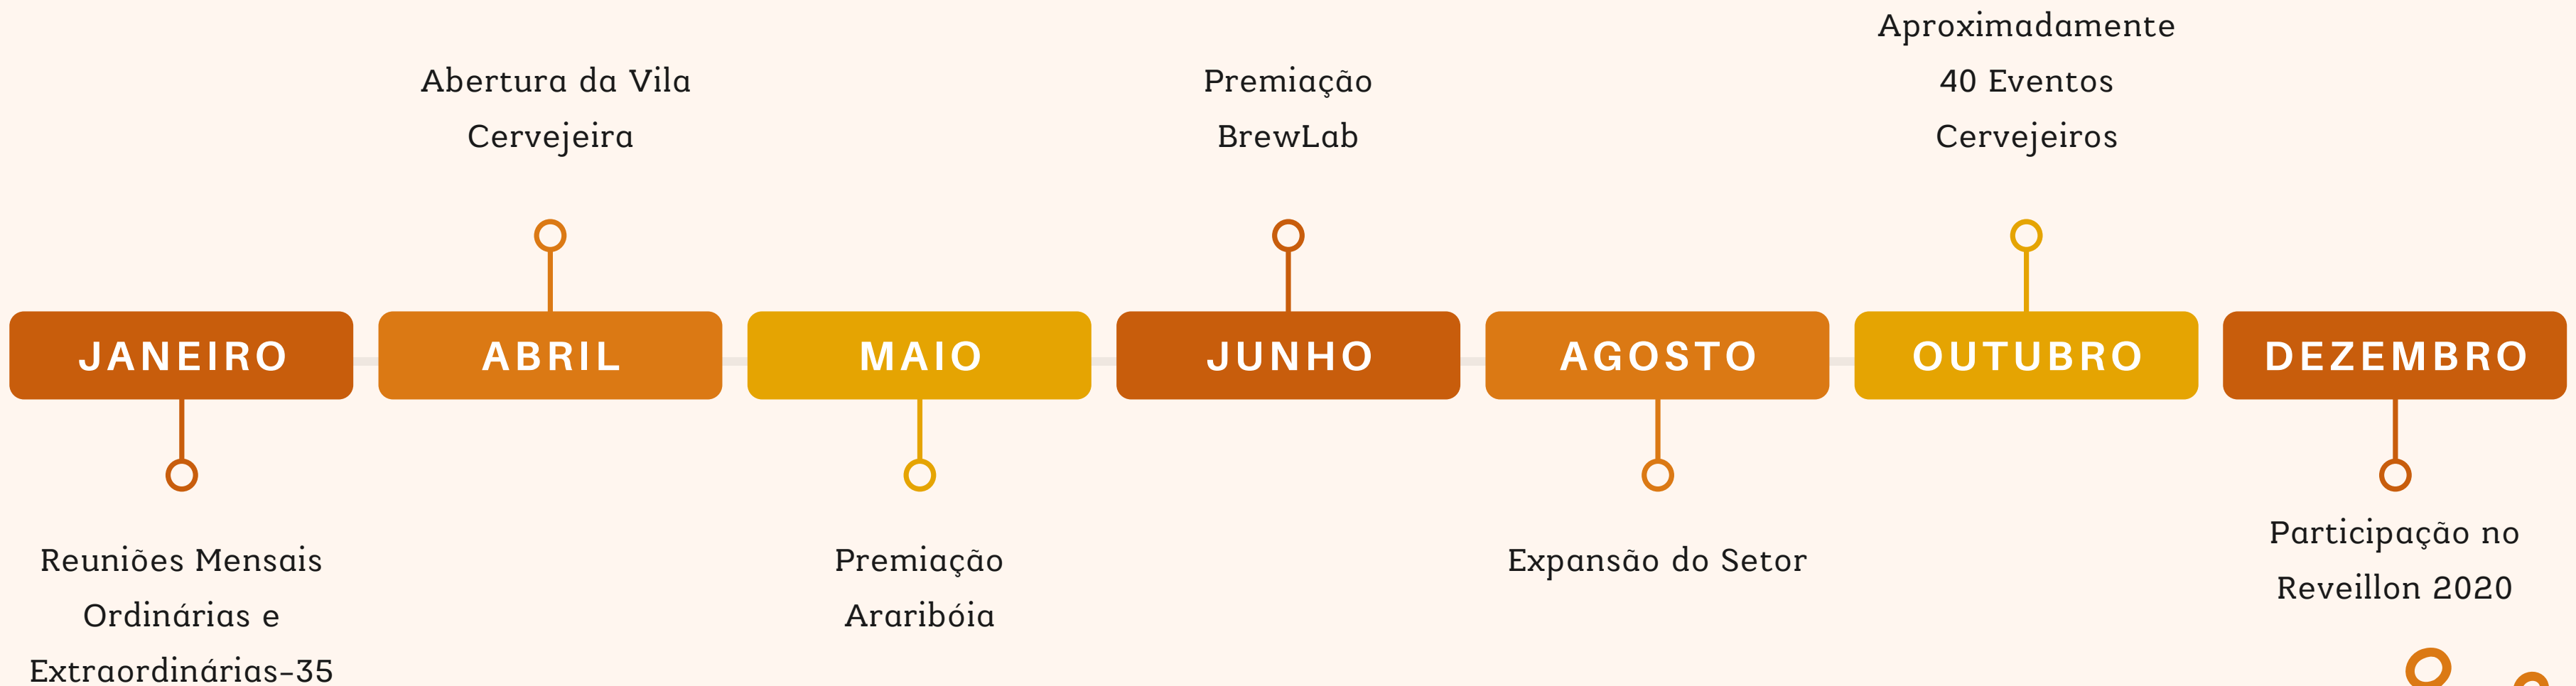 Aproximadamente
40 Eventos
Cervejeiros
Abertura da Vila
Cervejeira
Premiação
BrewLab
JANEIRO
ABRIL
MAIO
JUNHO
AGOSTO
OUTUBRO
DEZEMBRO
Reuniões Mensais
Ordinárias e
Extraordinárias-35
Premiação
Araribóia
Expansão do Setor
Participação no
Reveillon 2020